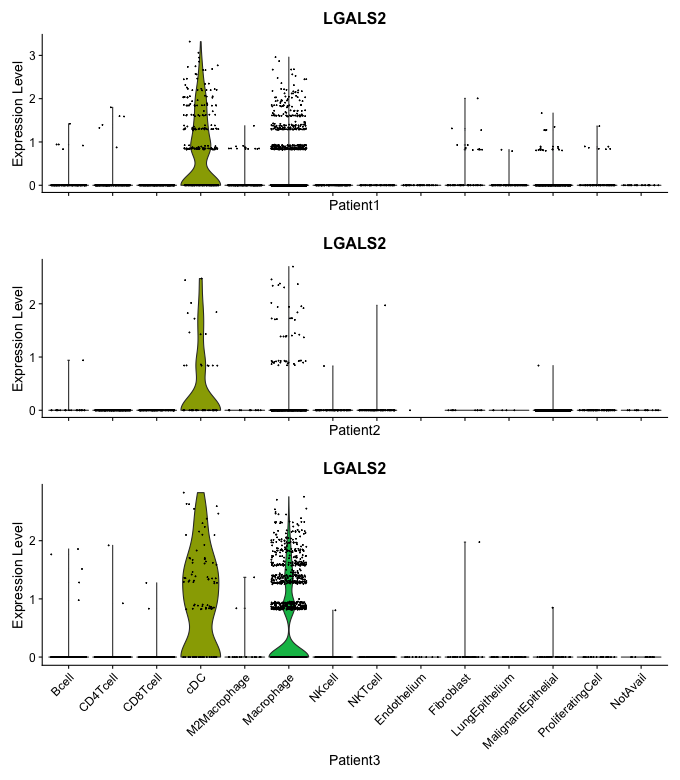 LGALS2
Expression Level
3
2
1
0
Patient1
LGALS2
Expression Level
2
1
0
Patient2
LGALS2
Expression Level
2
1
0
Bcell
CD4Tcell
CD8Tcell
cDC
M2Macrophage
Macrophage
NKcell
NKTcell
Endothelium
Fibroblast
LungEpithelium
MalignantEpithelial
ProliferatingCell
NotAvail
Patient3